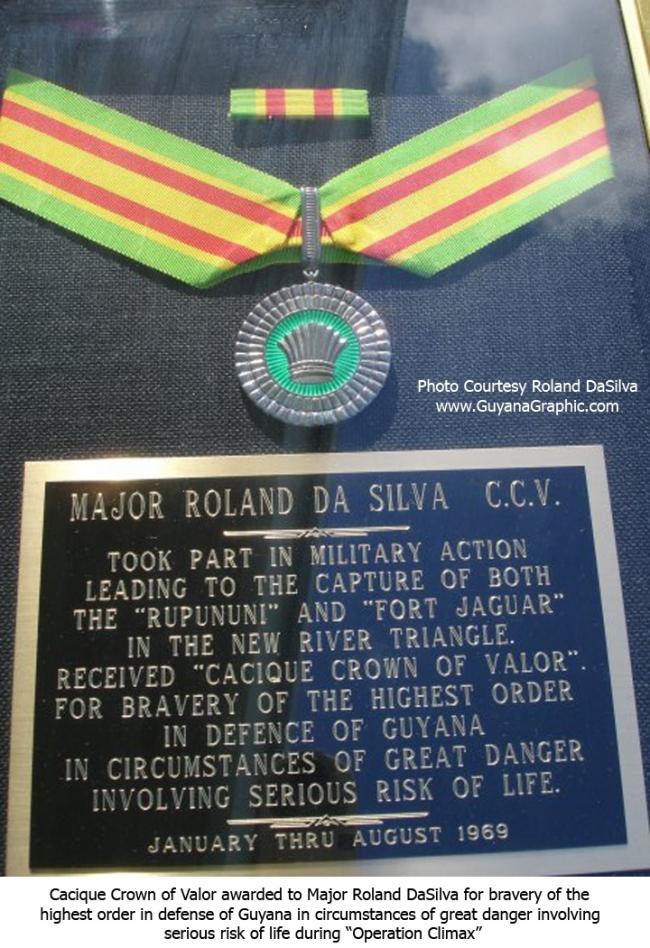 Photo Courtesy Roland DaSilva
www.GuyanaGraphic.com
MAJOR ROLAND DA SILVA C.C.V.
TOOK PART IN MILITARY ACTION
LEADING TO THE CAPTURE OF BOTH
THE "RUPUNUNI" AND "FORT JAGUAR"
IN THE NEW RIVER TRIANGLE.
RECEIVED "CACIQUE CROWN OF VALOR".
FOR BRAVERY OF THE HIGHEST ORDER
IN DEFENCE OF GUYANA
IN CIRCUMSTANCES OF GREAT DANGER
INVOLVING SERIOUS RISK OF LIFE.
JANUARY THRU AUGUST 1969
Cacique Crown of Valor awarded to Major Roland DaSilva for bravery of the
highest order in defense of Guyana in circumstances of great danger involving
serious risk of life during "Operation Climax"